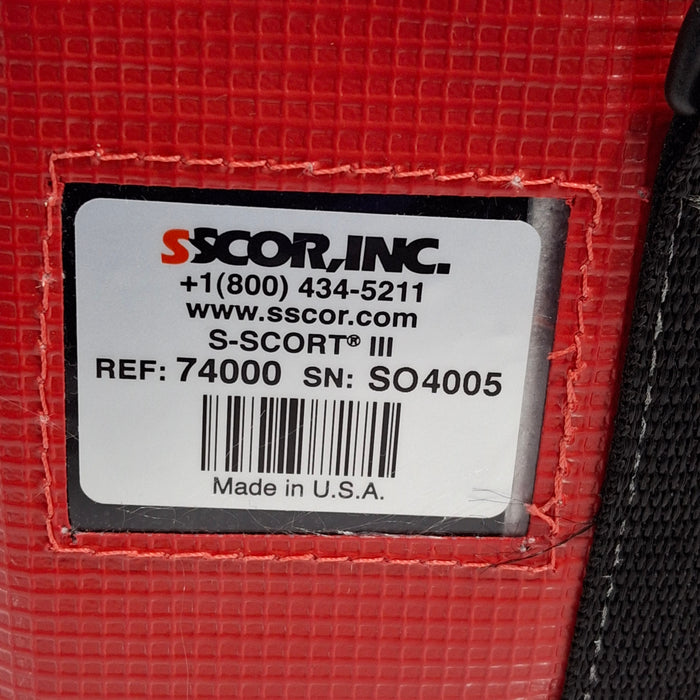 SSCOR, INC.
+1(800) 434-5211
www.sscor.com
S-SCORT® III
REF: 74000 SN: SO4005
Made in U.S.A.